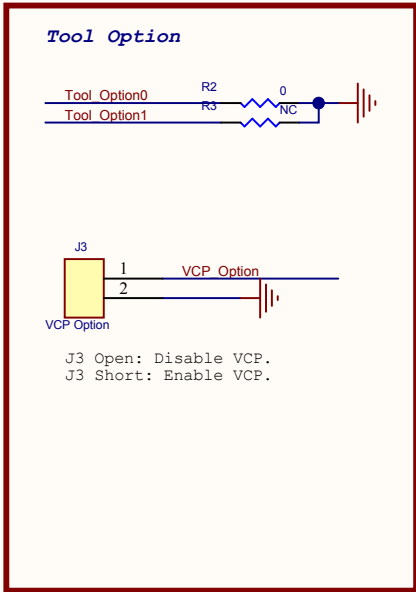 Tool Option
R2
0
Tool_Option0
R3
NC
Tool_Option1
J3
1
VCP_Option
2
VCP Option
J3 Open: Disable VCP.
J3 Short: Enable VCP.